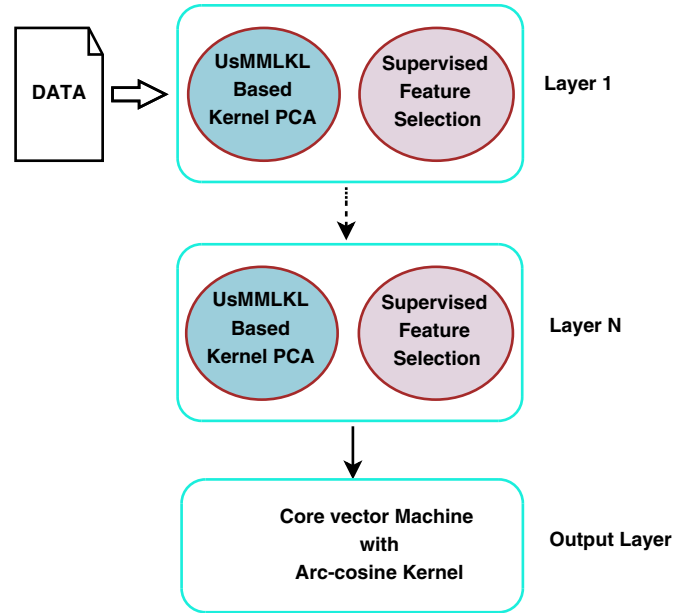 DATA
UsMMLKL
Based
Kernel PCA
Supervised
Feature
Selection
Layer 1
UsMMLKL
Based
Kernel PCA
Supervised
Feature
Selection
Layer N
Core vector Machine
with
Arc-cosine Kernel
Output Layer